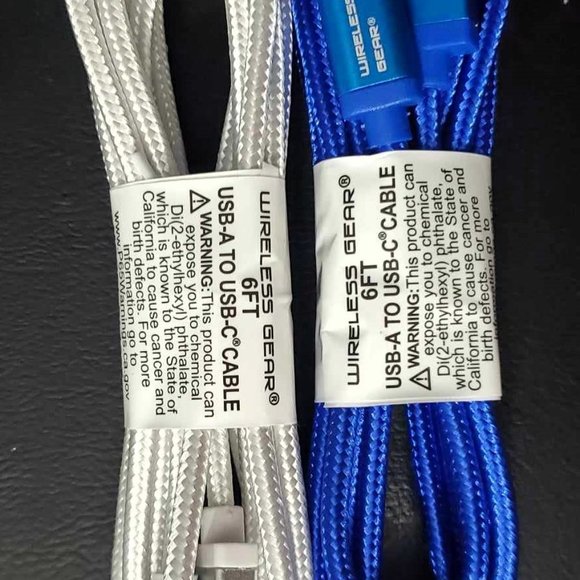 WIRELESS GEAR®
6FT
USB-A TO USB-C® CABLE
⚠ WARNING: This product can
expose you to chemical
Di(2-ethylhexyl) phthalate,
which is known to the State of
California to cause cancer and
birth defects. For more
information go to
www.p65Warnings.ca.gov
WIRELESS
GEAR®
WIRELESS GEAR®
6FT
USB-A TO USB-C® CABLE
⚠ WARNING: This product can
expose you to chemical
Di(2-ethylhexyl) phthalate,
which is known to the State of
California to cause cancer and
birth defects. For more
information go to